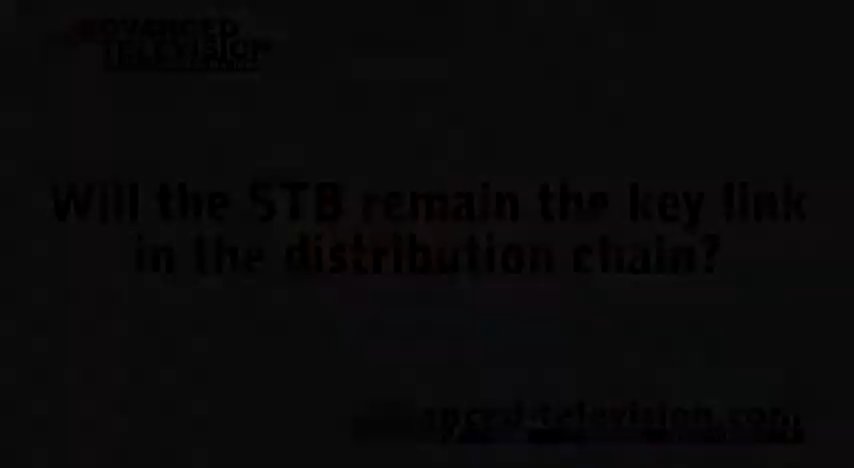 ADVANCED
TELEVISION
Will the STB remain the key link
in the distribution chain?
advanced-television.com